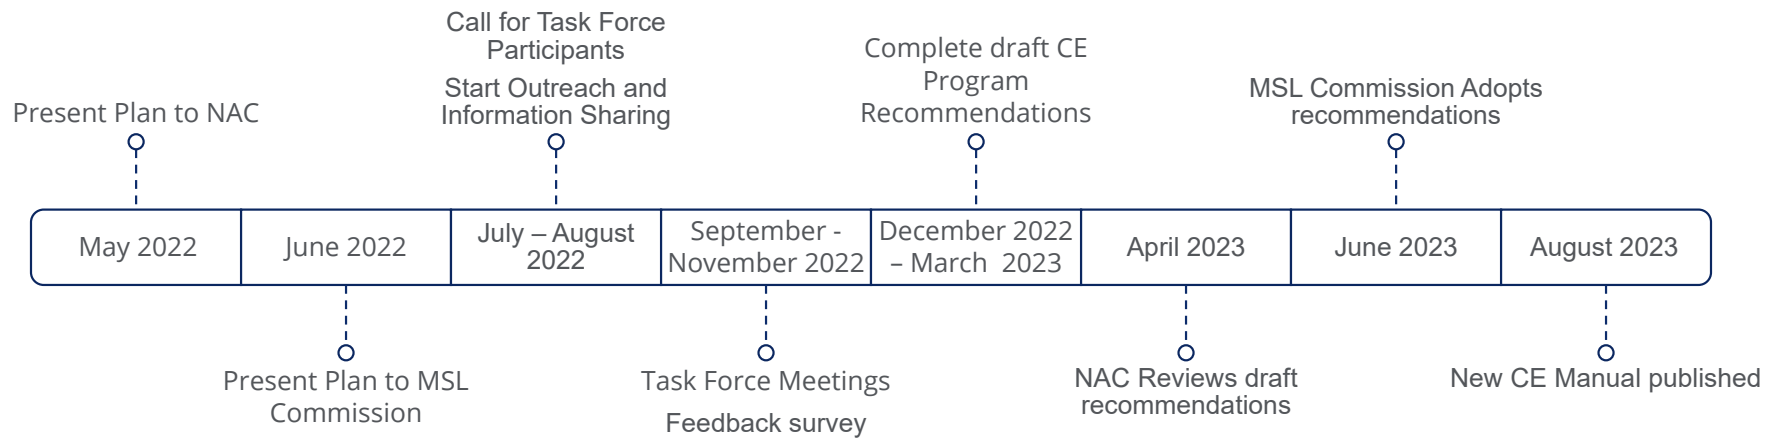 Call for Task Force
Participants
Start Outreach and
Information Sharing
Complete draft CE
Program
Recommendations
MSL Commission Adopts
recommendations
Present Plan to NAC
May 2022
June 2022
July – August
2022
September -
November 2022
December 2022
– March  2023
April 2023
June 2023
August 2023
Present Plan to MSL
Commission
Task Force Meetings
Feedback survey
NAC Reviews draft
recommendations
New CE Manual published